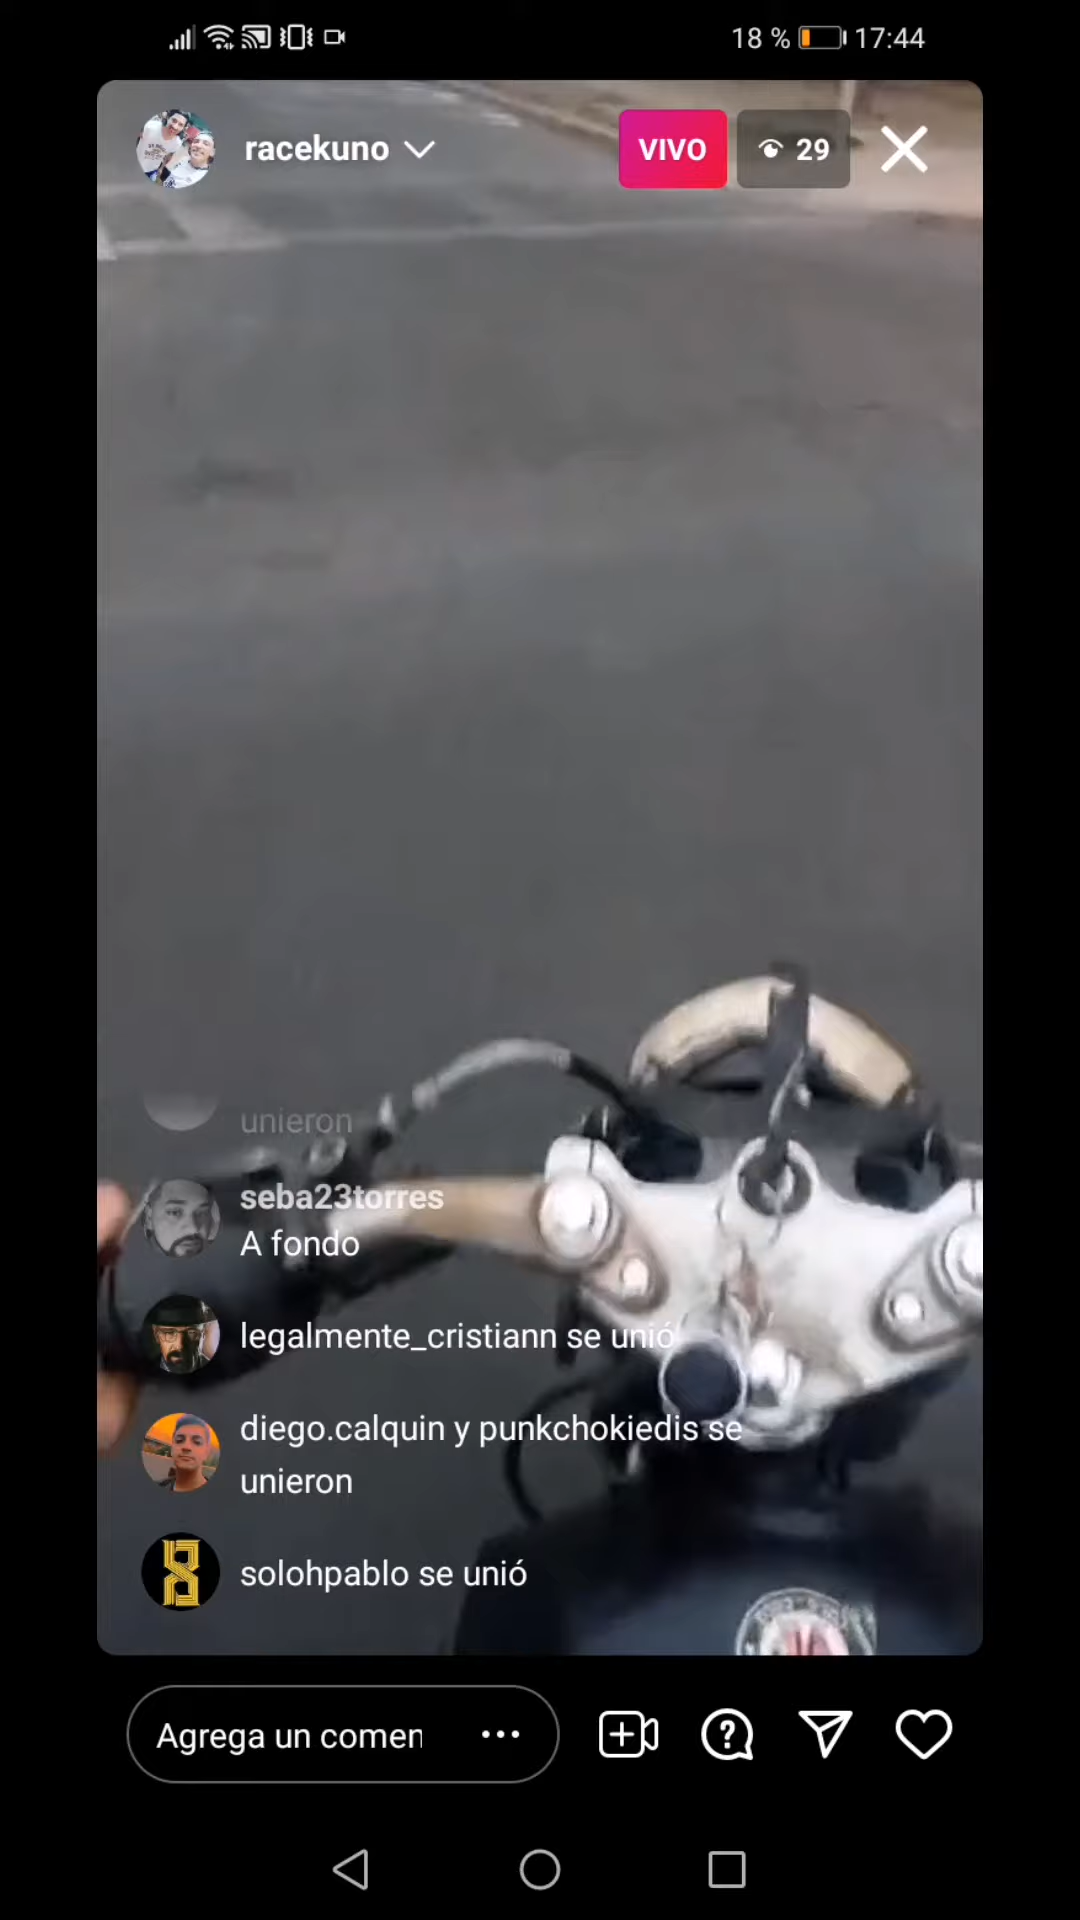 18 % 17:44
racekuno VIVO 29
unieron
seba23torres
A fondo
legalmente_cristiann se unió
diego.calquin y punkchokiedis se
unieron
solohpablo se unió
Agrega un comen